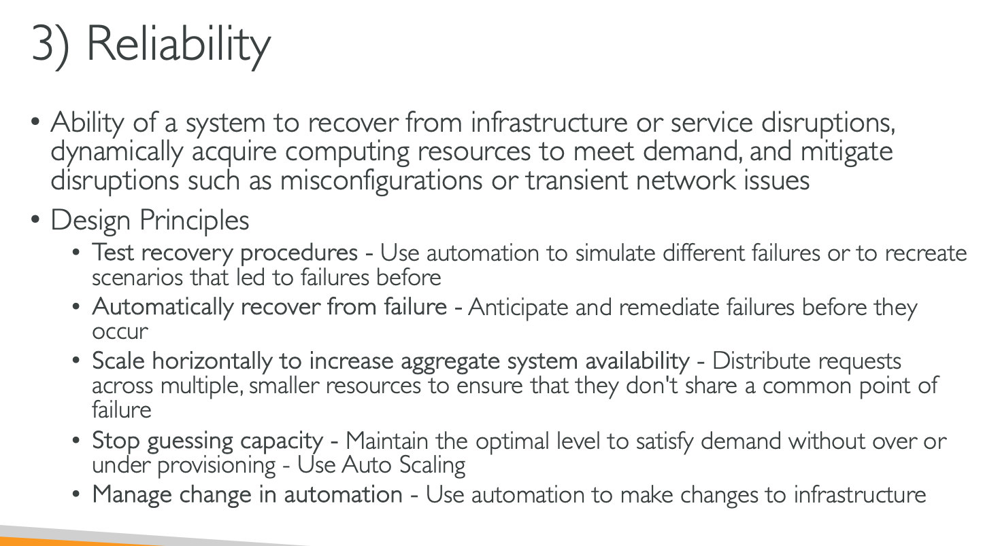 3) Reliability
• Ability of a system to recover from infrastructure or service disruptions,
dynamically acquire computing resources to meet demand, and mitigate
disruptions such as misconfigurations or transient network issues
• Design Principles
• Test recovery procedures - Use automation to simulate different failures or to recreate
scenarios that led to failures before
• Automatically recover from failure - Anticipate and remediate failures before they
occur
• Scale horizontally to increase aggregate system availability - Distribute requests
across multiple, smaller resources to ensure that they don't share a common point of
failure
• Stop guessing capacity - Maintain the optimal level to satisfy demand without over or
under provisioning - Use Auto Scaling
• Manage change in automation - Use automation to make changes to infrastructure